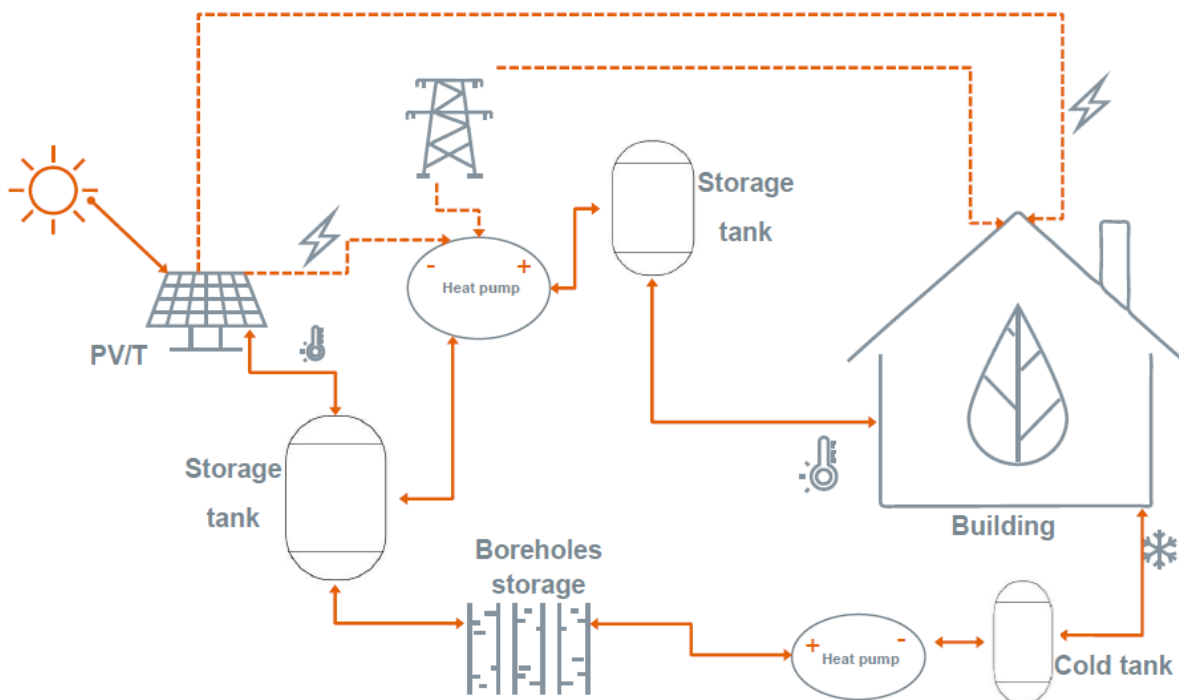 Storage
tank
- +
Heat pump
PV/T
Storage
tank
Building
Boreholes
storage
+ -
Heat pump
Cold tank